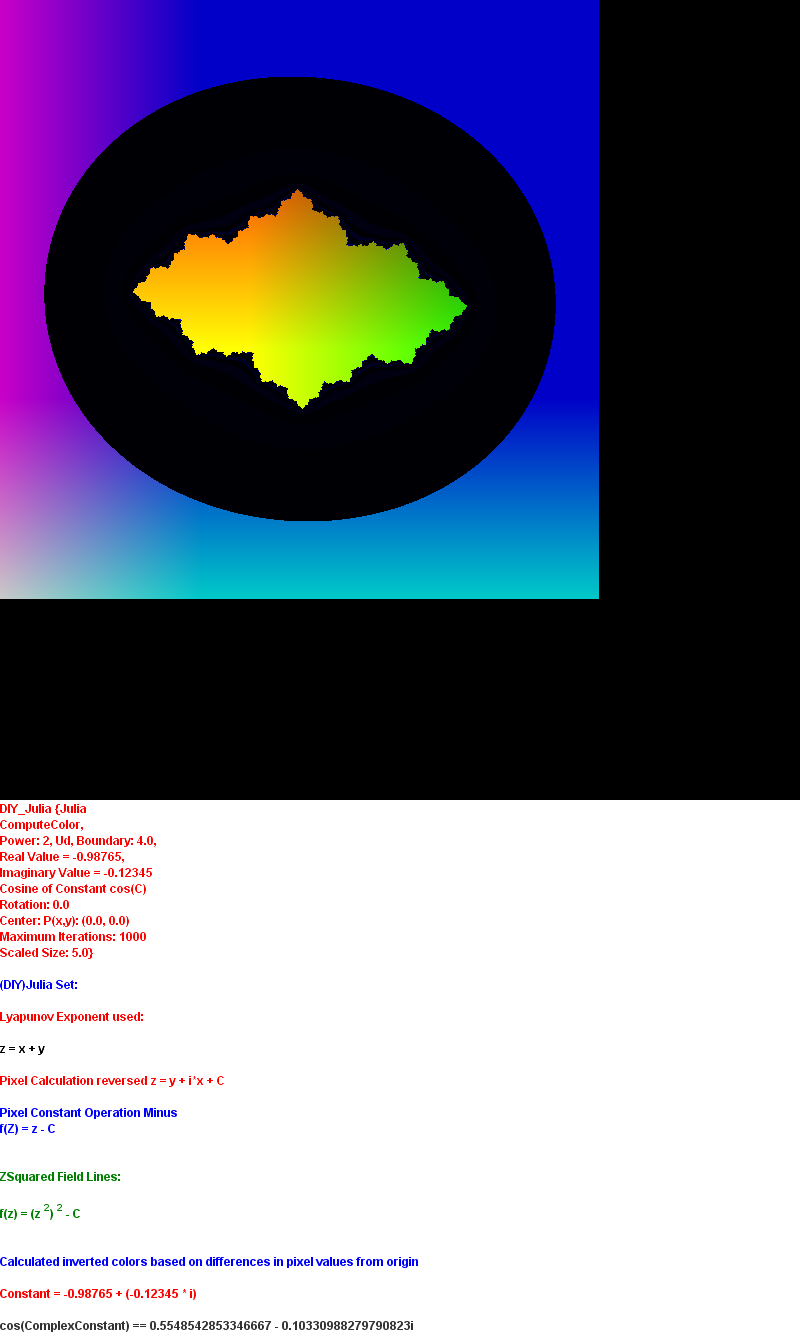 DIY_Julia {Julia
ComputeColor,
Power: 2, Ud, Boundary: 4.0,
Real Value = -0.98765,
Imaginary Value = -0.12345
Cosine of Constant cos(C)
Rotation: 0.0
Center: P(x,y): (0.0, 0.0)
Maximum Iterations: 1000
Scaled Size: 5.0}
(DIY)Julia Set:
Lyapunov Exponent used:
z = x + y
Pixel Calculation reversed z = y + i*x + C
Pixel Constant Operation Minus
f(Z) = z - C
ZSquared Field Lines:
f(z) = (z ²) ² - C
Calculated inverted colors based on differences in pixel values from origin
Constant = -0.98765 + (-0.12345 * i)
cos(ComplexConstant) == 0.5548542853346667 - 0.10330988279790823i